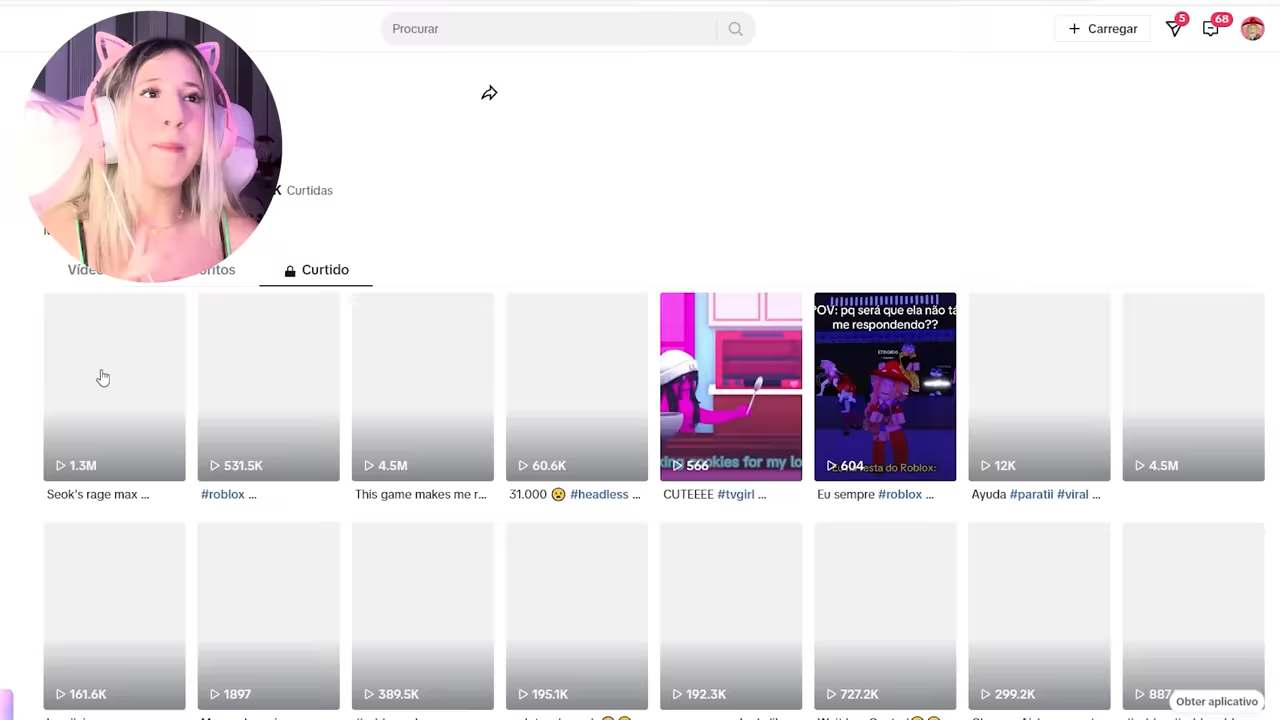 Procurar
Carregar
5
68
K Curtidas
Curtido
1.3M
531.5K
4.5M
60.6K
566
POV: pq será que ela não tá
me respondendo??
604
12K
4.5M
Seok's rage max ...
#roblox ...
This game makes me r...
31.000 😮 #headless ...
CUTEEEE #tvgirl ...
Eu sempre #roblox ...
Ayuda #paratii #viral ...
161.6K
1897
389.5K
195.1K
192.3K
727.2K
299.2K
887
Obter aplicativo